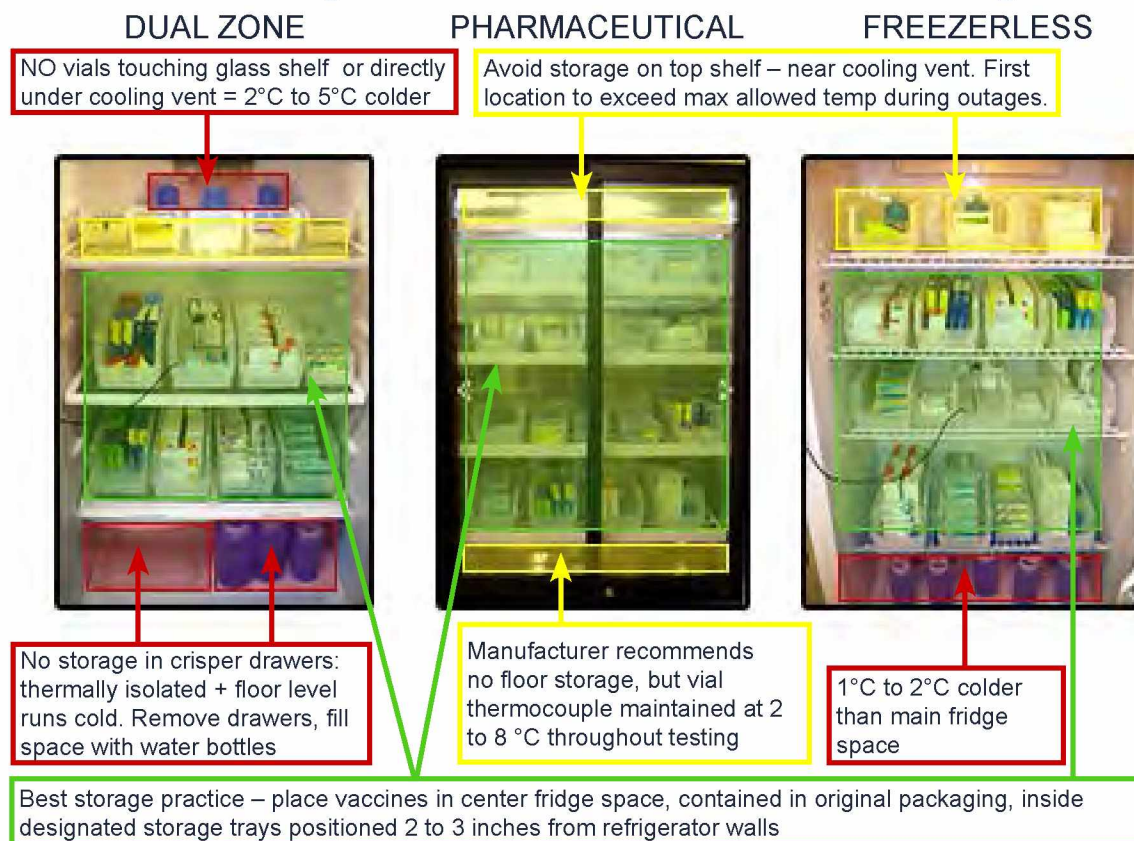 DUAL ZONE
PHARMACEUTICAL
FREEZERLESS
NO vials touching glass shelf or directly
under cooling vent = 2°C to 5°C colder
Avoid storage on top shelf – near cooling vent. First
location to exceed max allowed temp during outages.
No storage in crisper drawers:
thermally isolated + floor level
runs cold. Remove drawers, fill
space with water bottles
Manufacturer recommends
no floor storage, but vial
thermocouple maintained at 2
to 8 °C throughout testing
1°C to 2°C colder
than main fridge
space
Best storage practice – place vaccines in center fridge space, contained in original packaging, inside
designated storage trays positioned 2 to 3 inches from refrigerator walls